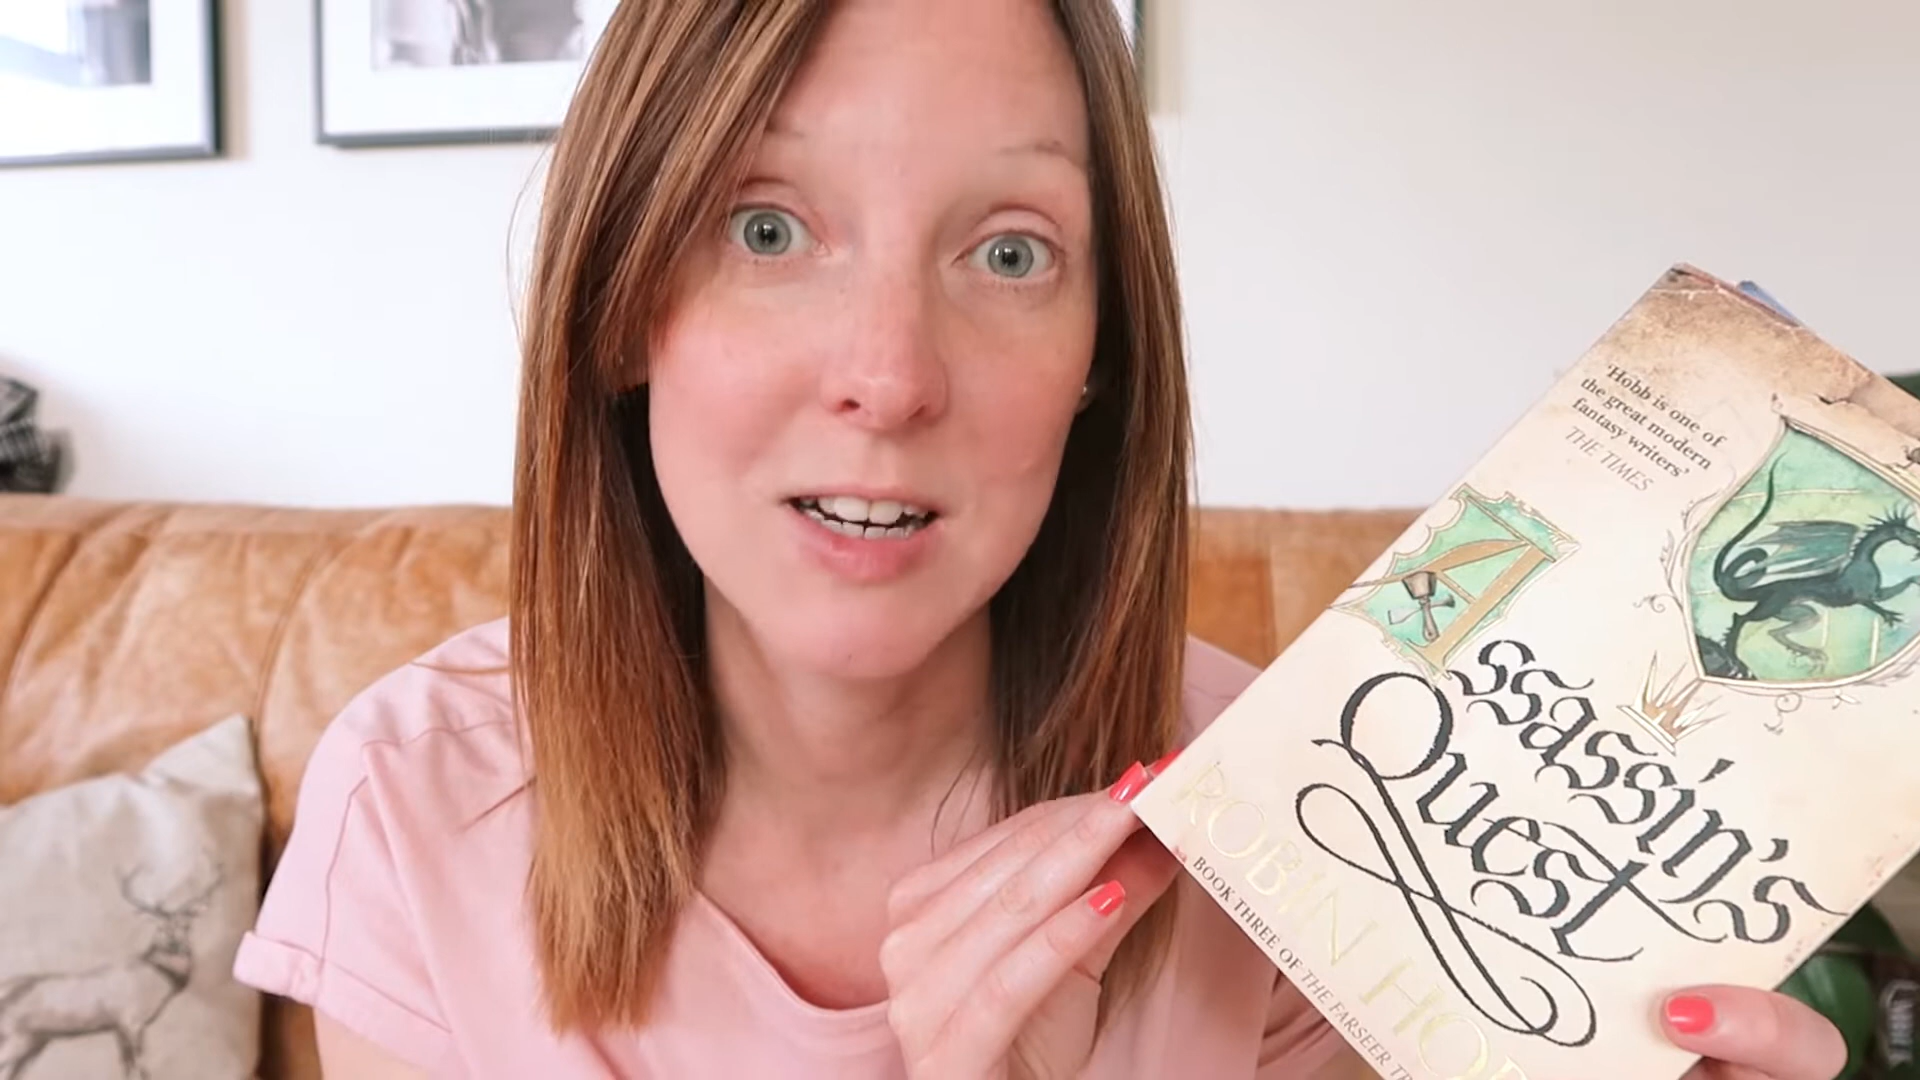 'Hobb is one of
the great modern
fantasy writers'
THE TIMES
ssasin's
Quest
ROBIN HOB
BOOK THREE OF THE FARSEER TR